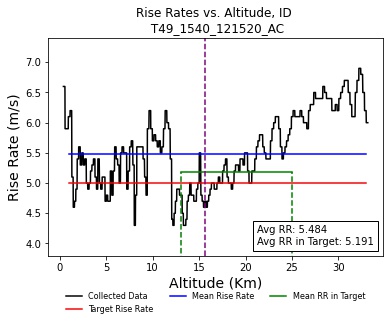 Rise Rates vs. Altitude, ID
T49_1540_121520_AC
Rise Rate (m/s)
7.0
6.5
6.0
5.5
5.0
4.5
4.0
Avg RR: 5.484
Avg RR in Target: 5.191
0 5 10 15 20 25 30
Altitude (Km)
Collected Data Mean Rise Rate Mean RR in Target
Target Rise Rate